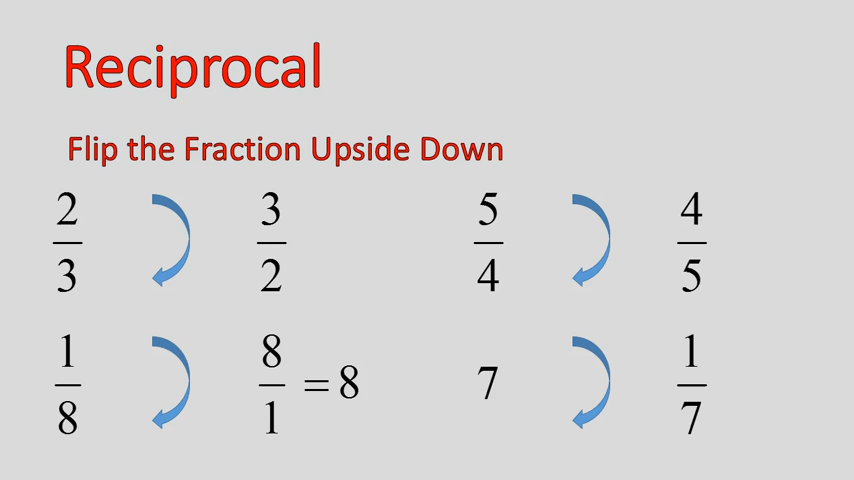 Reciprocal
Flip the Fraction Upside Down
2/3 3/2 5/4 4/5
1/8 8/1 = 8 7 1/7